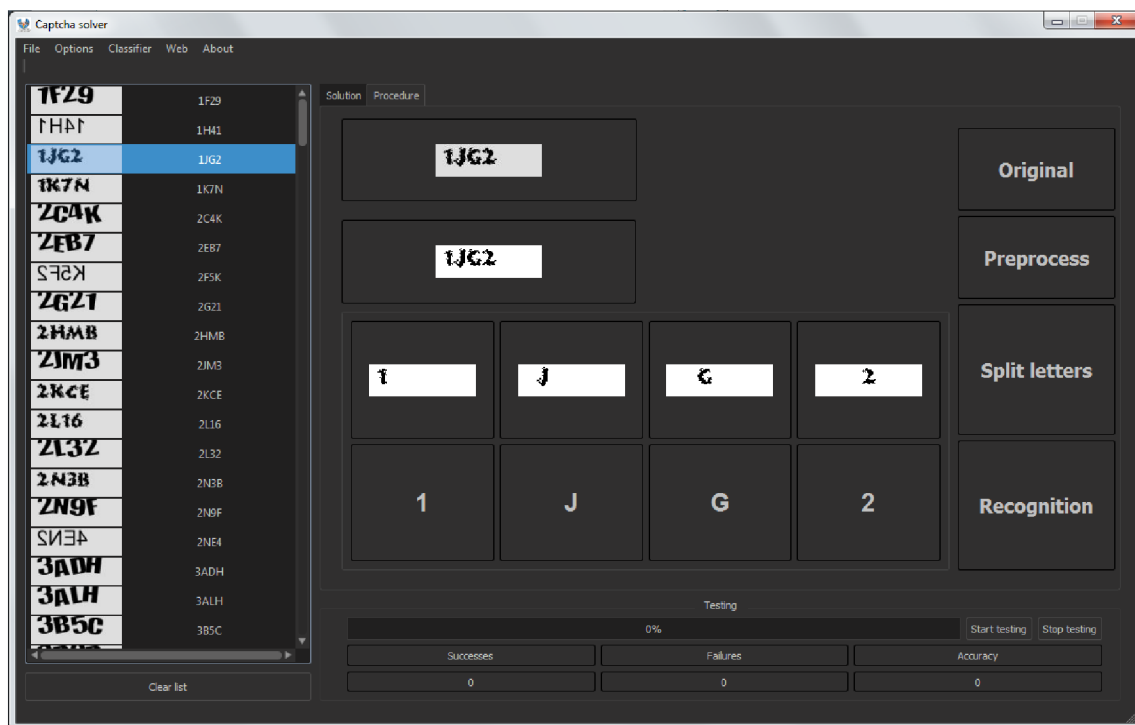 Captcha solver
File Options Classifier Web About
Solution Procedure
1F29 1F29
14H1 1H41
1JG2 1JG2
1K7N 1K7N
2C4K 2C4K
2EB7 2EB7
K5F2 2F5K
2G21 2G21
2HMB 2HMB
2JM3 2JM3
2KCE 2KCE
2L16 2L16
2L32 2L32
2N3B 2N3B
2N9F 2N9F
4EN2 2NE4
3ADH 3ADH
3ALH 3ALH
3B5C 3B5C
Clear list
1JG2 Original
1JG2 Preprocess
1 J G 2 Split letters
1 J G 2 Recognition
Testing
0% Start testing Stop testing
Successes Failures Accuracy
0 0 0